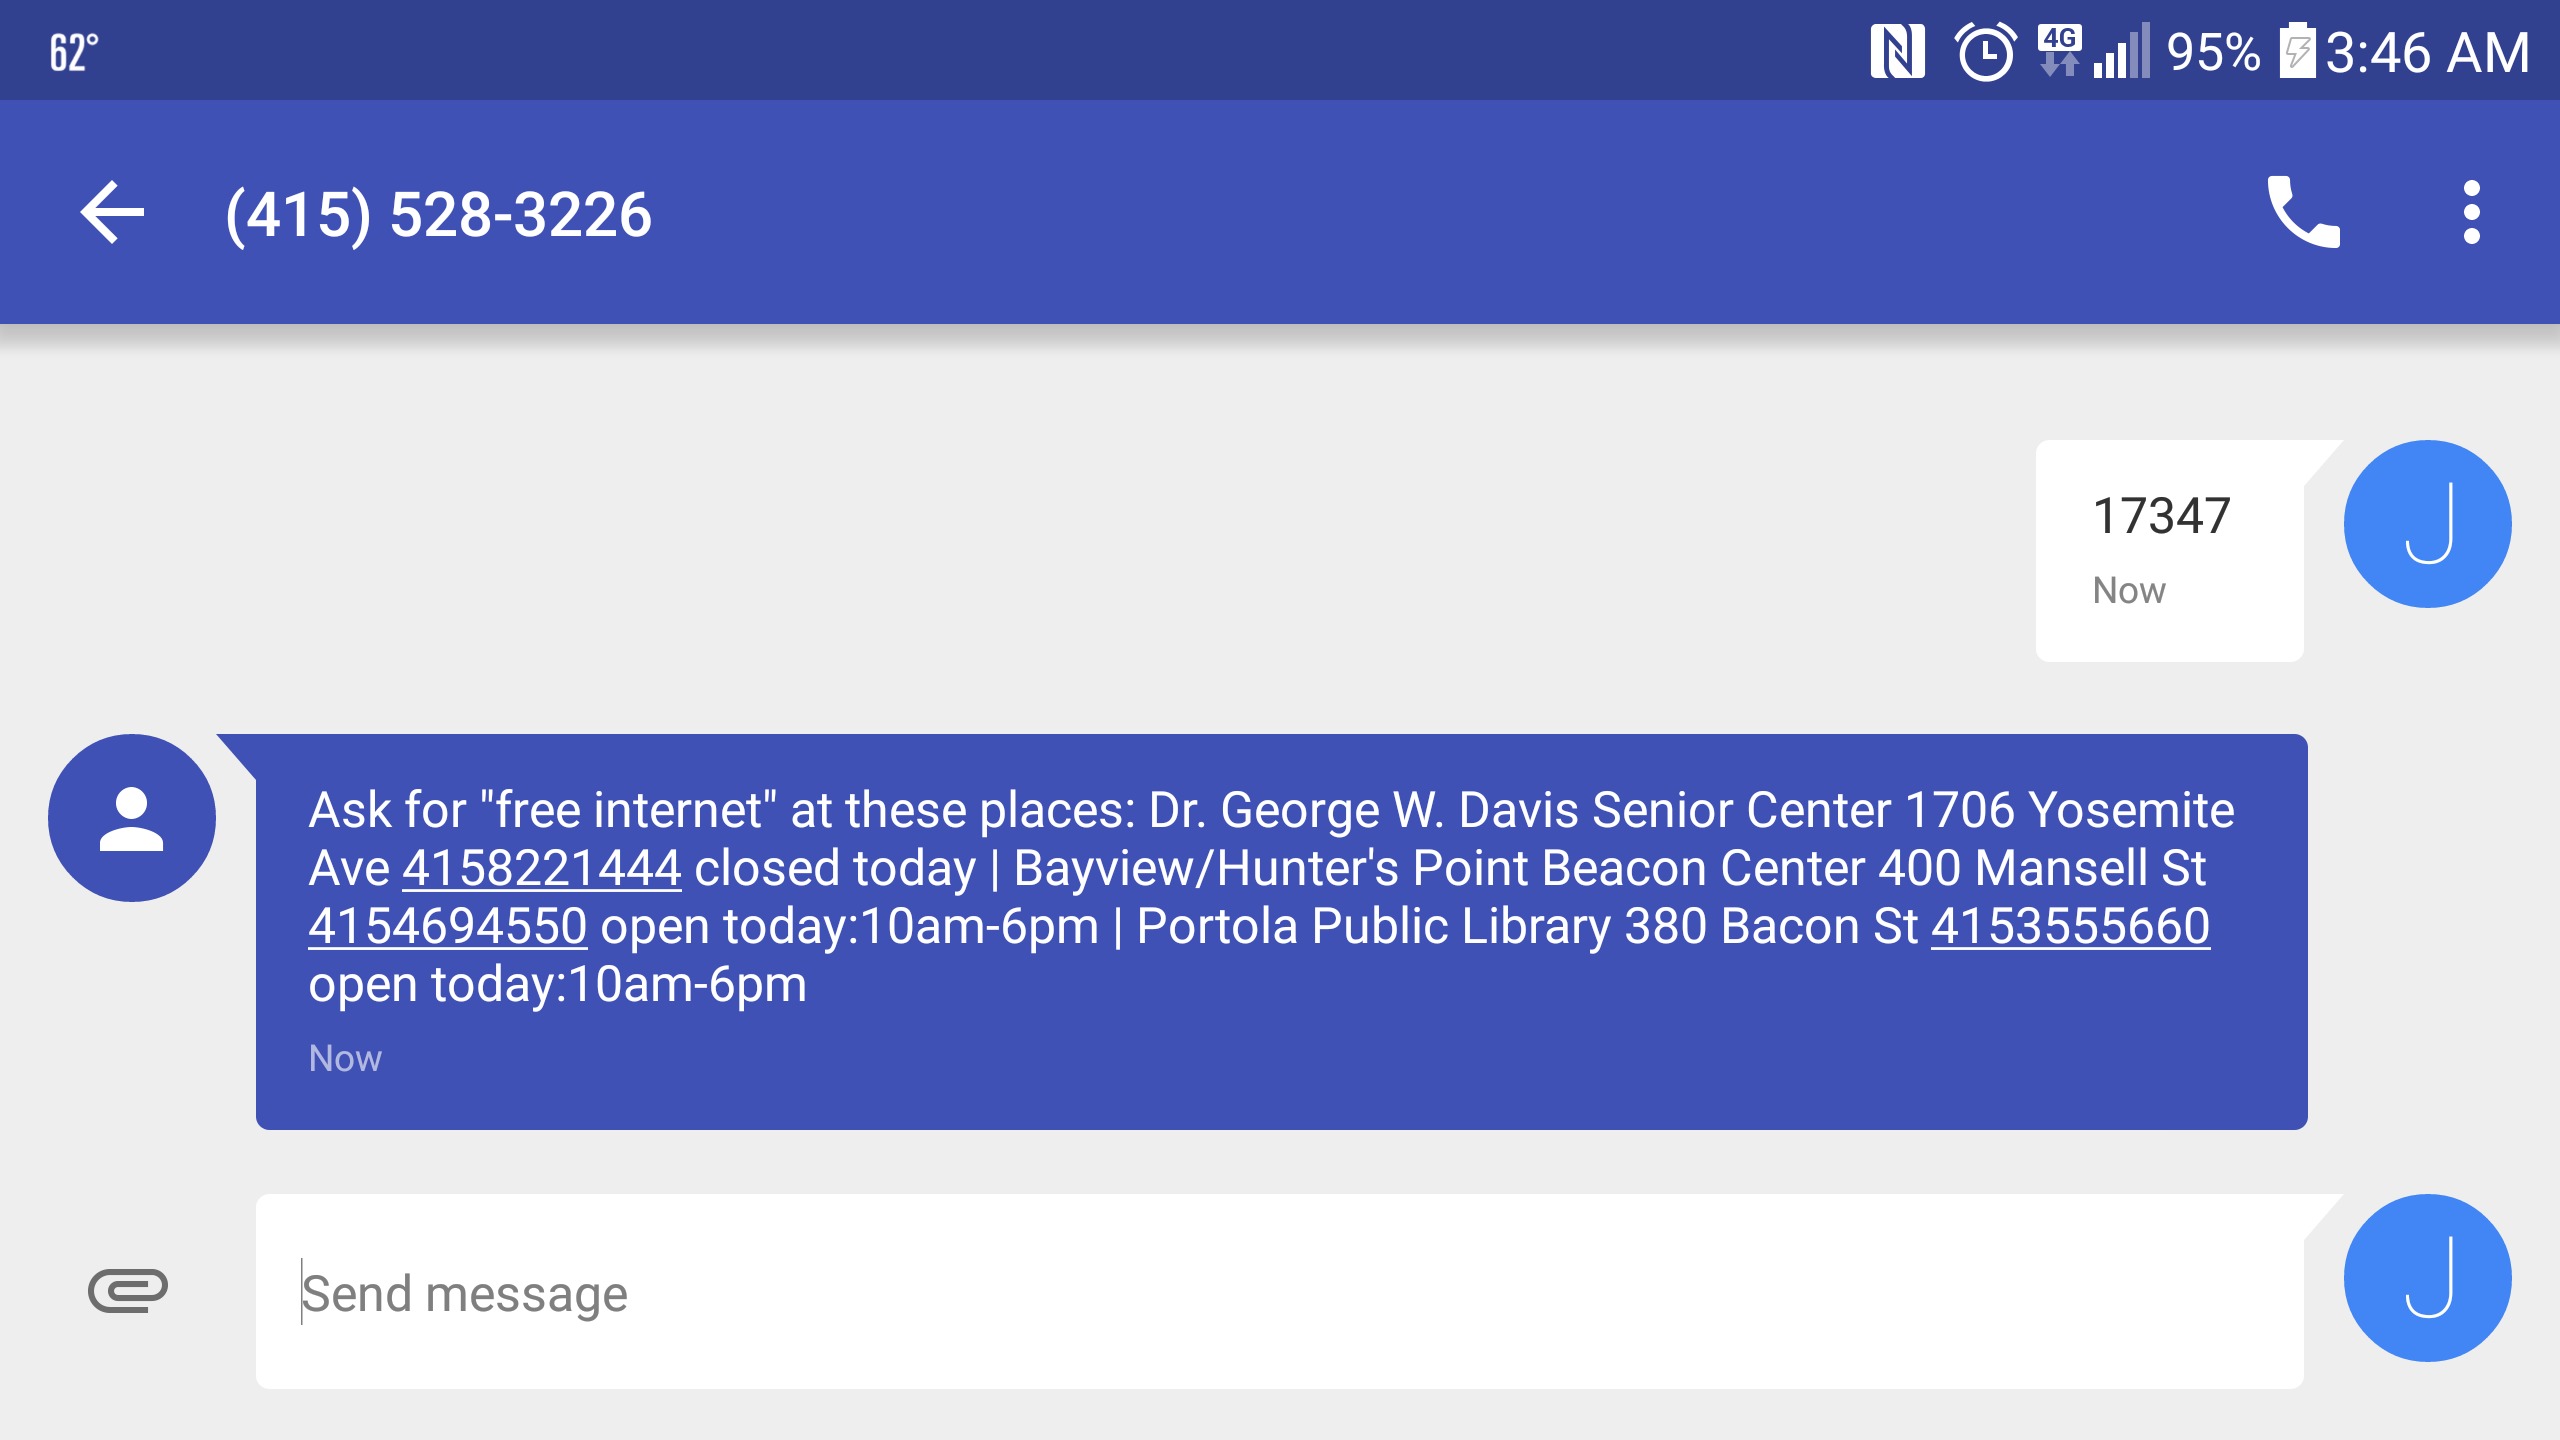 62°
4G
95%
3:46 AM
(415) 528-3226
17347
Now
J
Ask for "free internet" at these places: Dr. George W. Davis Senior Center 1706 Yosemite
Ave 4158221444 closed today | Bayview/Hunter's Point Beacon Center 400 Mansell St
4154694550 open today:10am-6pm | Portola Public Library 380 Bacon St 4153555660
open today:10am-6pm
Now
Send message
J